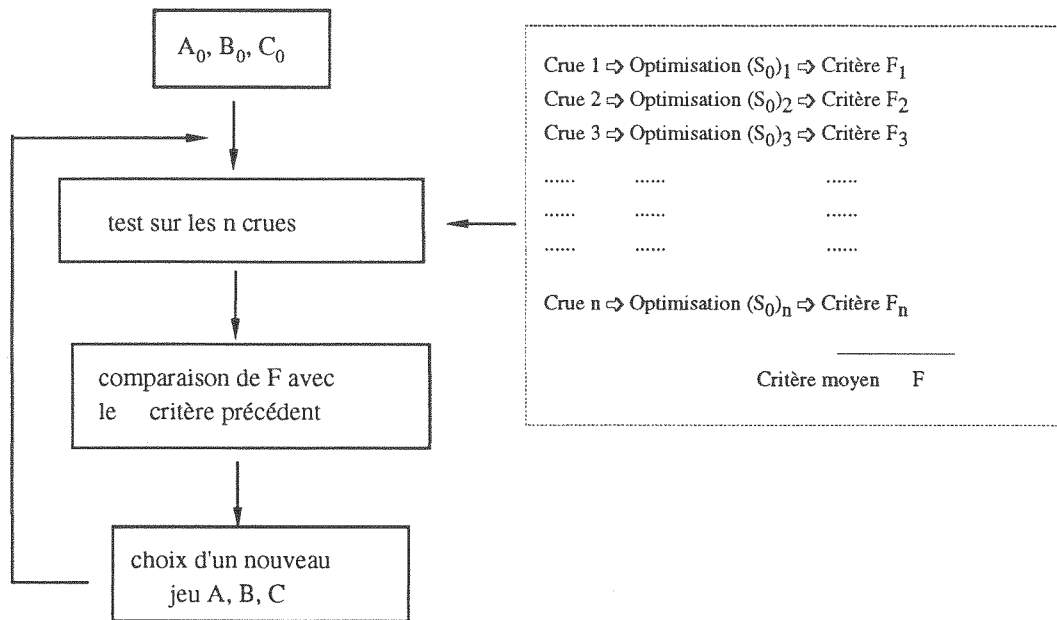 A₀, B₀, C₀
test sur les n crues
comparaison de F avec
le critère précédent
choix d'un nouveau
jeu A, B, C
Crue 1 ➪ Optimisation (S₀)₁ ➪ Critère F₁
Crue 2 ➪ Optimisation (S₀)₂ ➪ Critère F₂
Crue 3 ➪ Optimisation (S₀)₃ ➪ Critère F₃
...... ...... ......
...... ...... ......
...... ...... ......
Crue n ➪ Optimisation (S₀)ₙ ➪ Critère Fₙ
Critère moyen F